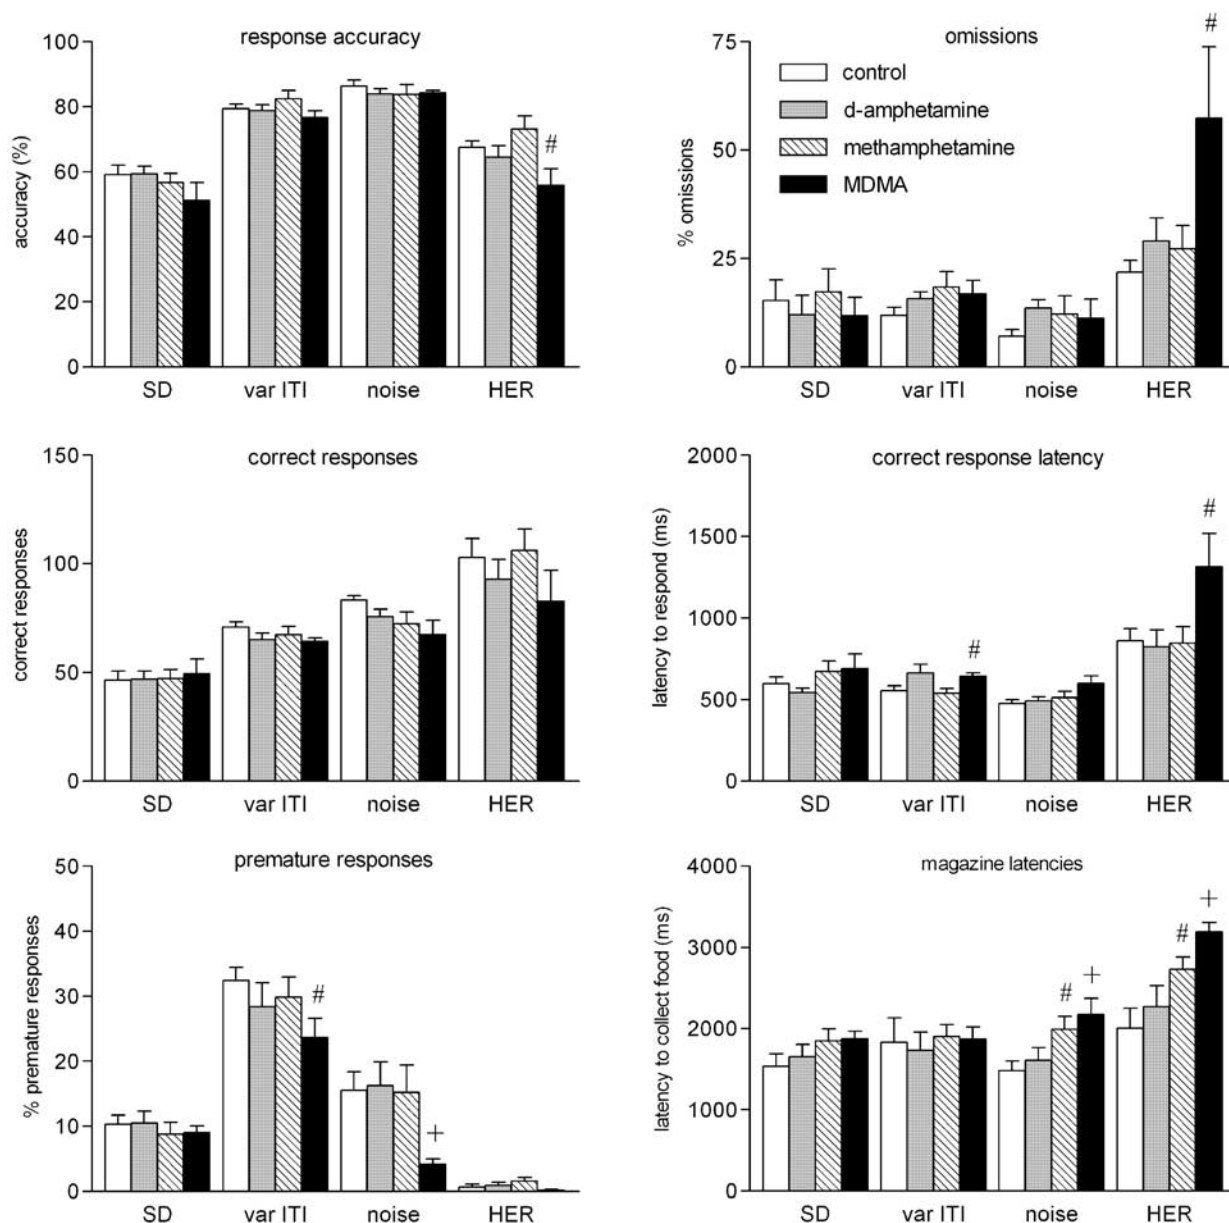 response accuracy
accuracy (%)
100
80
60
40
20
0
#
SD var ITI noise HER
omissions
% omissions
75
50
25
0
control
d-amphetamine
methamphetamine
MDMA
#
SD var ITI noise HER
correct responses
correct responses
150
100
50
0
SD var ITI noise HER
correct response latency
latency to respond (ms)
2000
1500
1000
500
0
# #
SD var ITI noise HER
premature responses
% premature responses
50
40
30
20
10
0
# +
SD var ITI noise HER
magazine latencies
latency to collect food (ms)
4000
3000
2000
1000
0
# + # +
SD var ITI noise HER